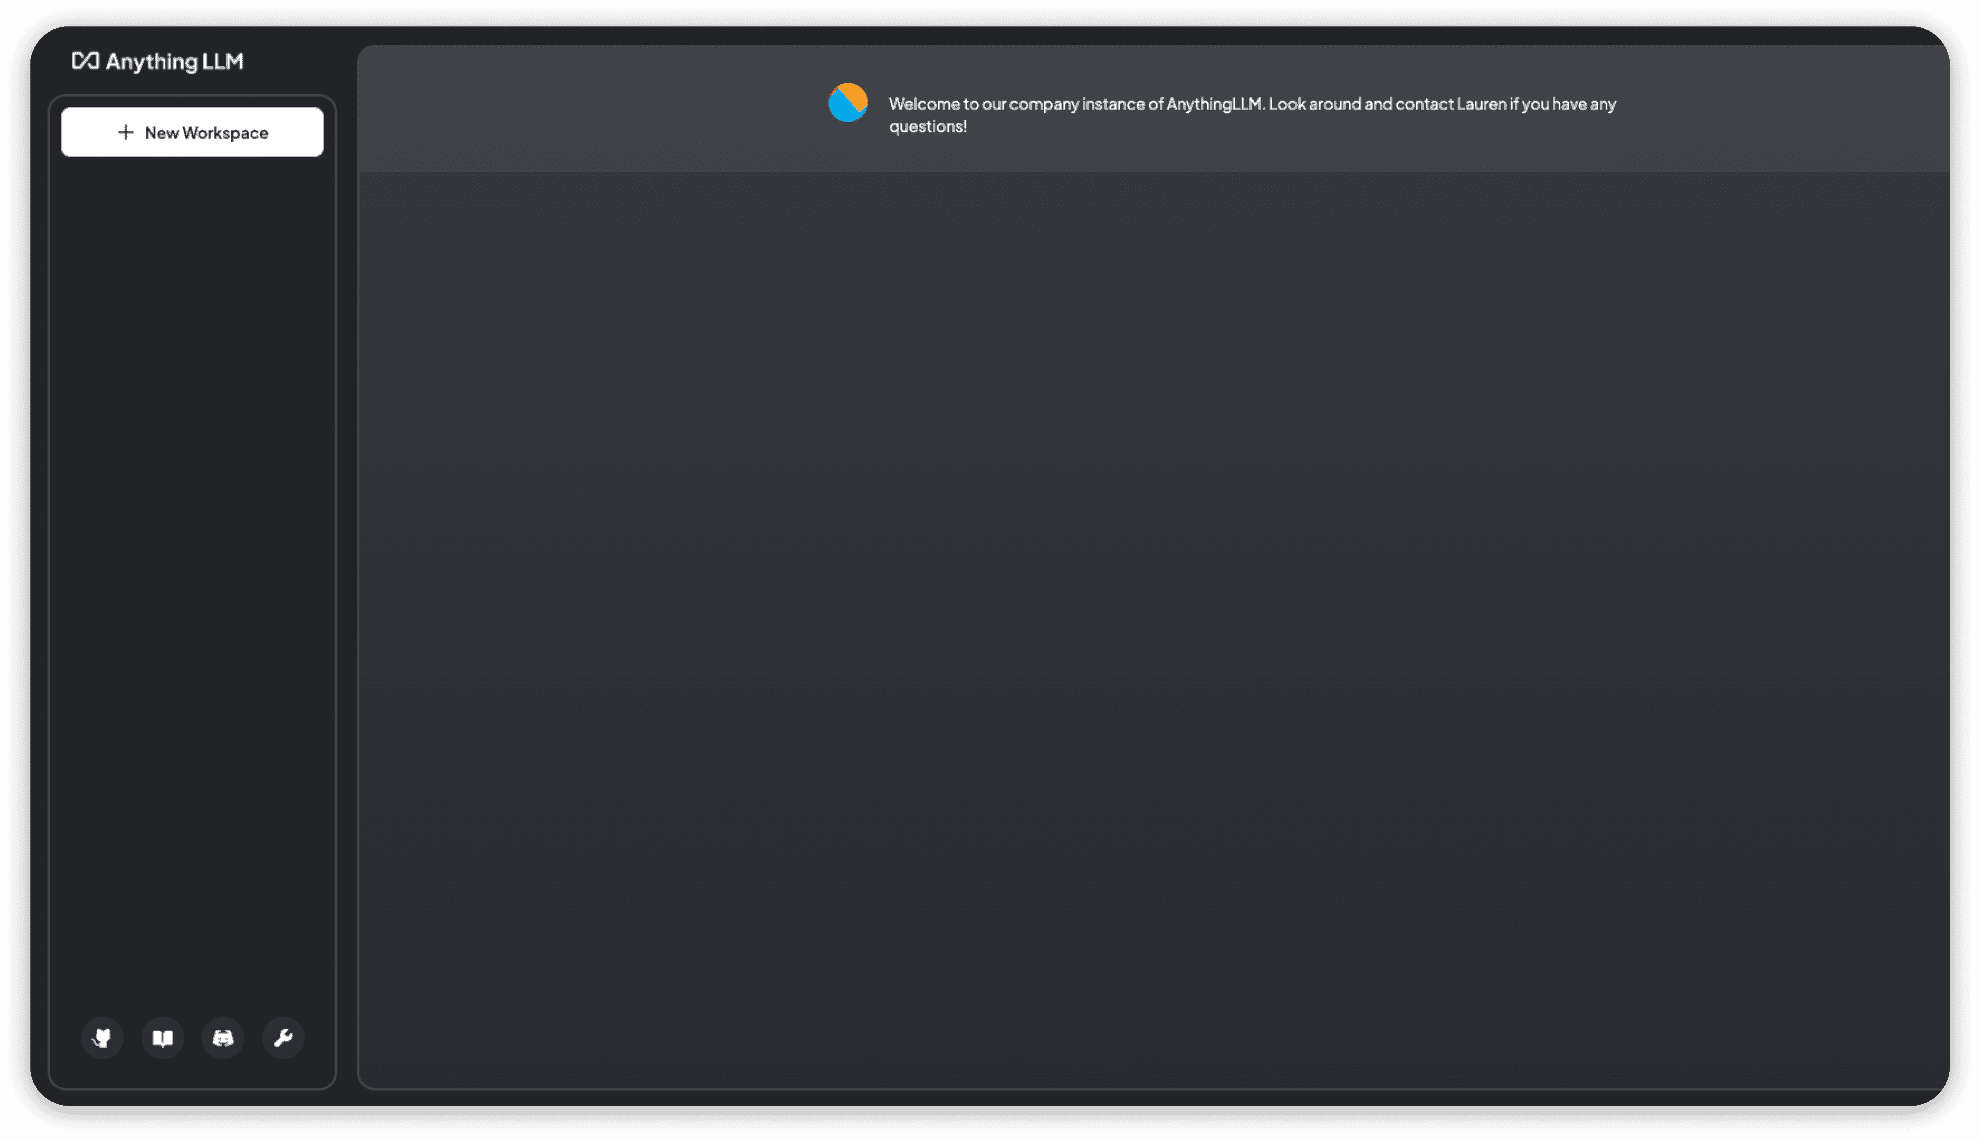 Anything LLM
New Workspace
Welcome to our company instance of AnythingLLM. Look around and contact Lauren if you have any
questions!